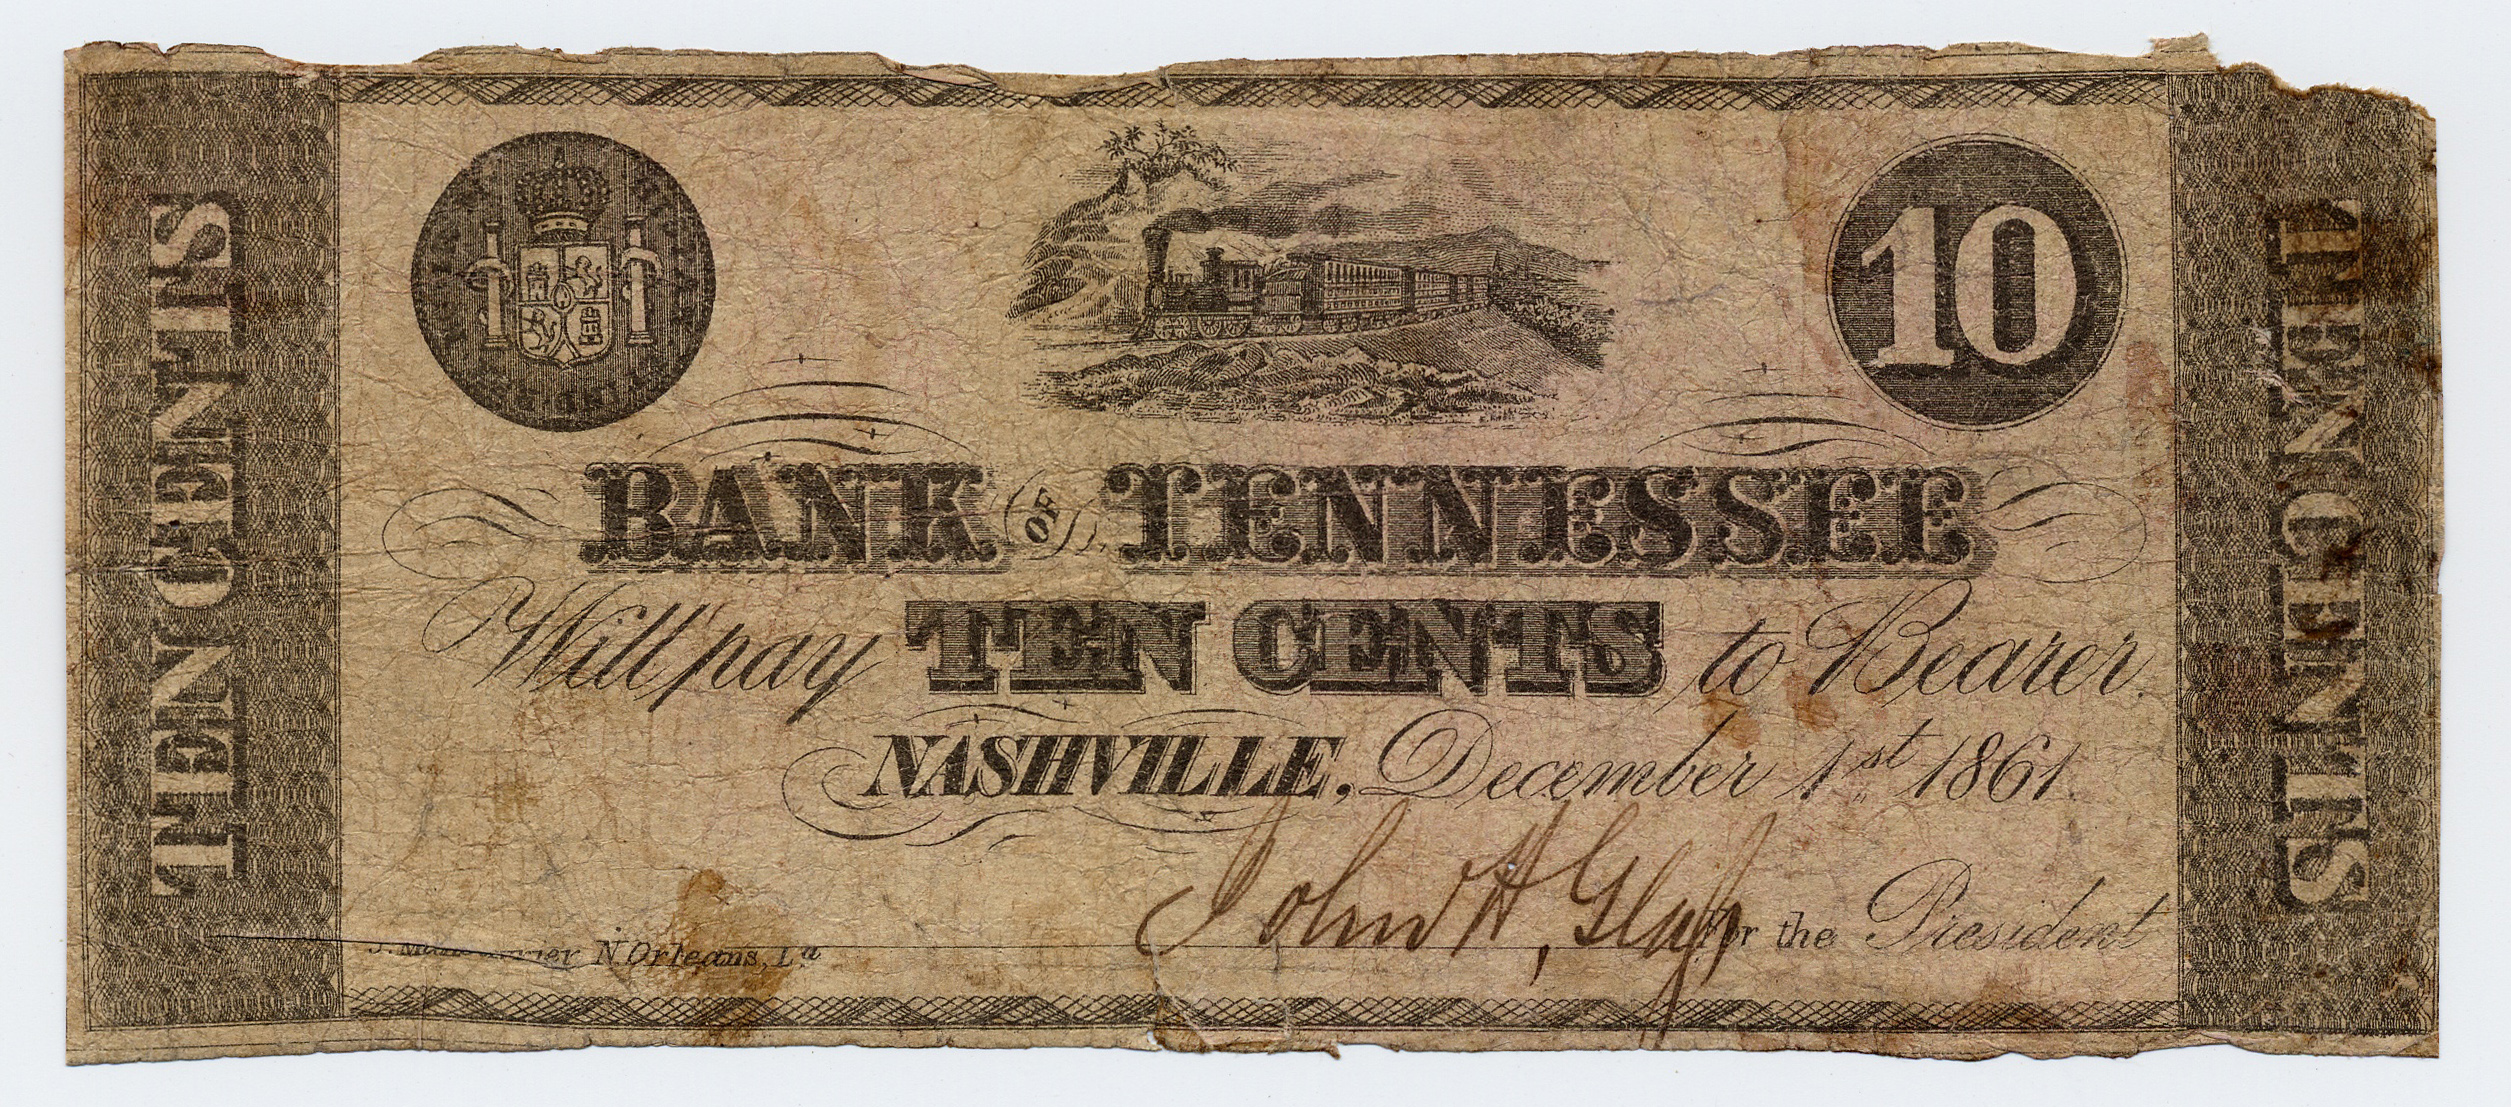 TEN CENTS
10
BANK OF TENNESSEE
Will pay TEN CENTS to Bearer.
NASHVILLE, December 1st 1861.
John H,
For the President
N. Orleans, La
TEN CENTS